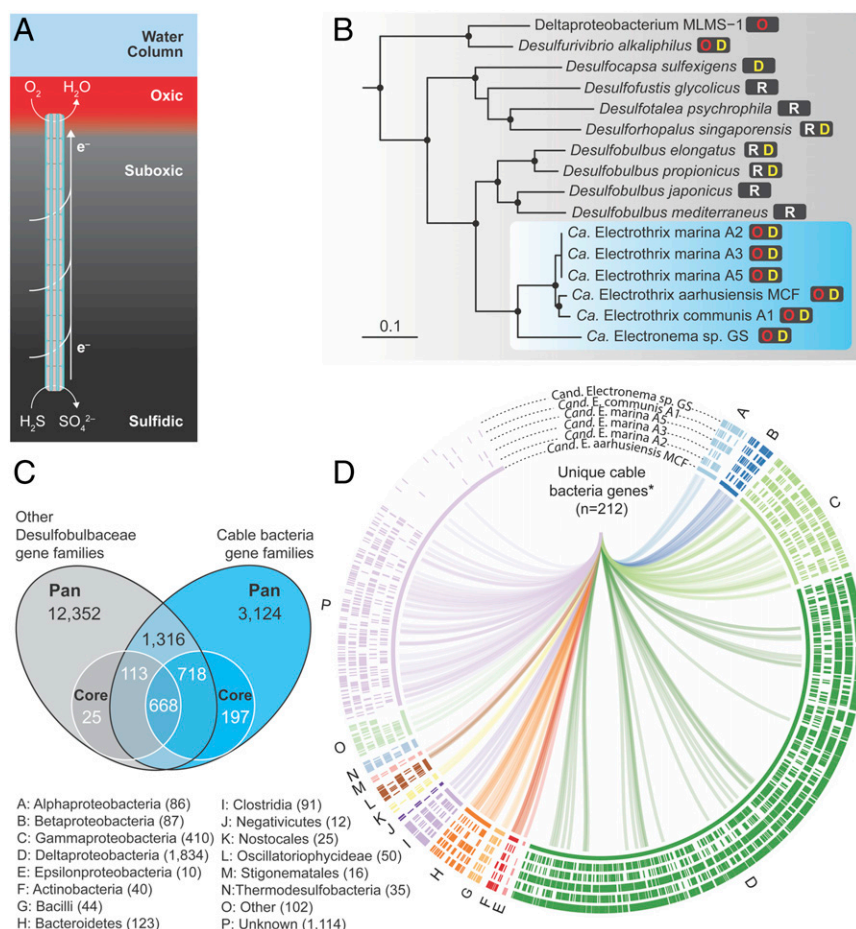 A
Water
Column
O2 H2O
Oxic
e–
Suboxic
e–
H2S SO4 2–
Sulfidic
B
Deltaproteobacterium MLMS−1 O
Desulfurivibrio alkaliphilus O D
Desulfocapsa sulfexigens D
Desulfofustis glycolicus R
Desulfotalea psychrophila R
Desulforhopalus singaporensis R D
Desulfobulbus elongatus R D
Desulfobulbus propionicus R D
Desulfobulbus japonicus R
Desulfobulbus mediterraneus R
Ca. Electrothrix marina A2 O D
Ca. Electrothrix marina A3 O D
Ca. Electrothrix marina A5 O D
Ca. Electrothrix aarhusiensis MCF O D
Ca. Electrothrix communis A1 O D
Ca. Electronema sp. GS O D
0.1
C
Other
Desulfobulbaceae
gene families
Cable bacteria
gene families
Pan
12,352
Pan
3,124
1,316
113
718
Core
25
668
Core
197
D
Cand. Electronema sp. GS
Cand. E. communis A1
Cand. E. marina A5
Cand. E. marina A3
Cand. E. marina A2
Cand. E. aarhusiensis MCF
Unique cable
bacteria genes*
(n=212)
A
B
C
D
E
F
G
H
I
J
K
L
M
N
O
P
A: Alphaproteobacteria (86)
B: Betaproteobacteria (87)
C: Gammaproteobacteria (410)
D: Deltaproteobacteria (1,834)
E: Epsilonproteobacteria (10)
F: Actinobacteria (40)
G: Bacilli (44)
H: Bacteroidetes (123)
I: Clostridia (91)
J: Negativicutes (12)
K: Nostocales (25)
L: Oscillatoriophycideae (50)
M: Stigonematales (16)
N:Thermodesulfobacteria (35)
O: Other (102)
P: Unknown (1,114)